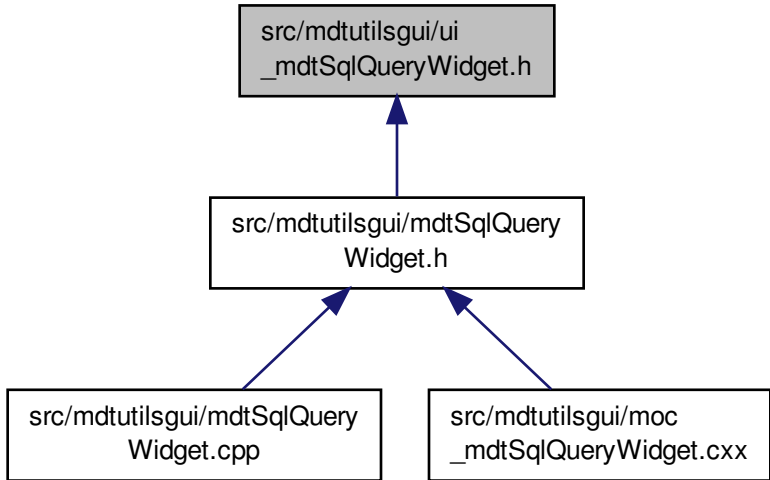 src/mdtutilsgui/ui
_mdtSqlQueryWidget.h
src/mdtutilsgui/mdtSqlQuery
Widget.h
src/mdtutilsgui/mdtSqlQuery
Widget.cpp
src/mdtutilsgui/moc
_mdtSqlQueryWidget.cxx